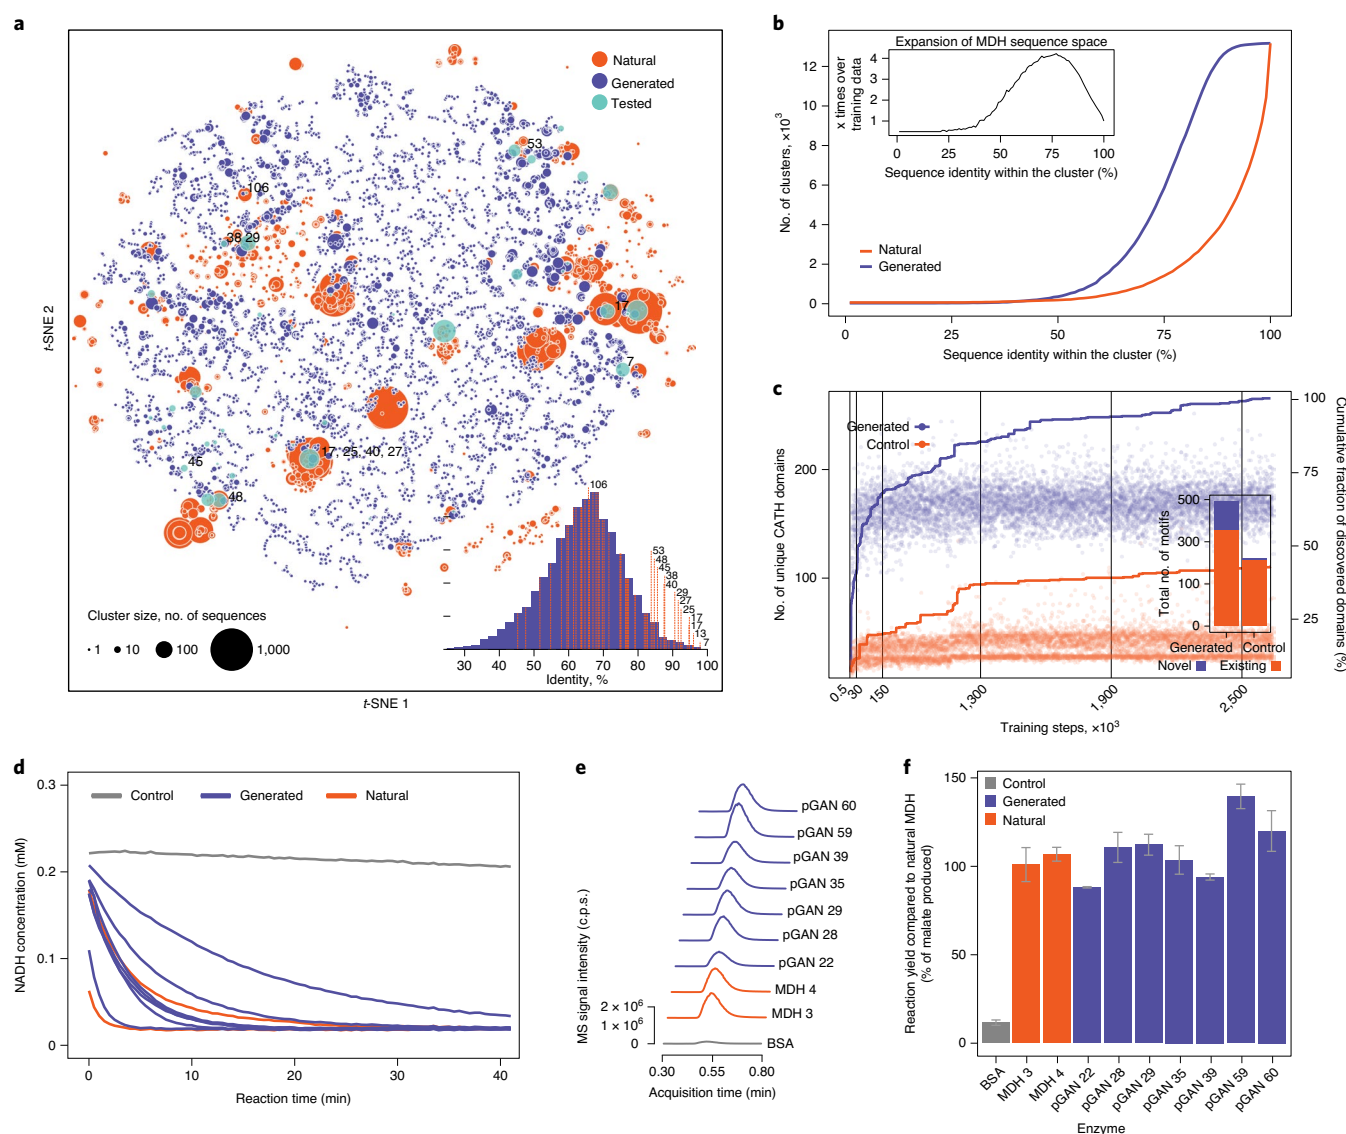 a
Natural
Generated
Tested
53
106
38 29
17
7
17, 25, 40, 27
45
48
t-SNE 2
Cluster size, no. of sequences
1 10 100 1,000
106
53
48
45
38
40
29
27
25
17
17
13
7
30 40 50 60 70 80 90 100
Identity, %
t-SNE 1
b
Expansion of MDH sequence space
x times over
training data
4
3
2
1
0 25 50 75 100
Sequence identity within the cluster (%)
No. of clusters, ×10³
12
10
8
6
4
2
0
Natural
Generated
0 25 50 75 100
Sequence identity within the cluster (%)
c
Generated
Control
No. of unique CATH domains
200
100
Cumulative fraction of discovered domains (%)
100
75
50
25
Total no. of motifs
500
300
100
0
Generated Control
Novel Existing
0.5 30 150 1,300 1,900 2,500
Training steps, ×10³
d
Control Generated Natural
NADH concentration (mM)
0.3
0.2
0.1
0
0 10 20 30 40
Reaction time (min)
e
pGAN 60
pGAN 59
pGAN 39
pGAN 35
pGAN 29
pGAN 28
pGAN 22
MDH 4
MDH 3
BSA
MS signal intensity (c.p.s.)
2 × 10⁶
1 × 10⁶
0
0.30 0.55 0.80
Acquisition time (min)
f
Control
Generated
Natural
Reaction yield compared to natural MDH
(% of malate produced)
150
100
50
0
BSA MDH 3 MDH 4 pGAN 22 pGAN 28 pGAN 29 pGAN 35 pGAN 39 pGAN 59 pGAN 60
Enzyme